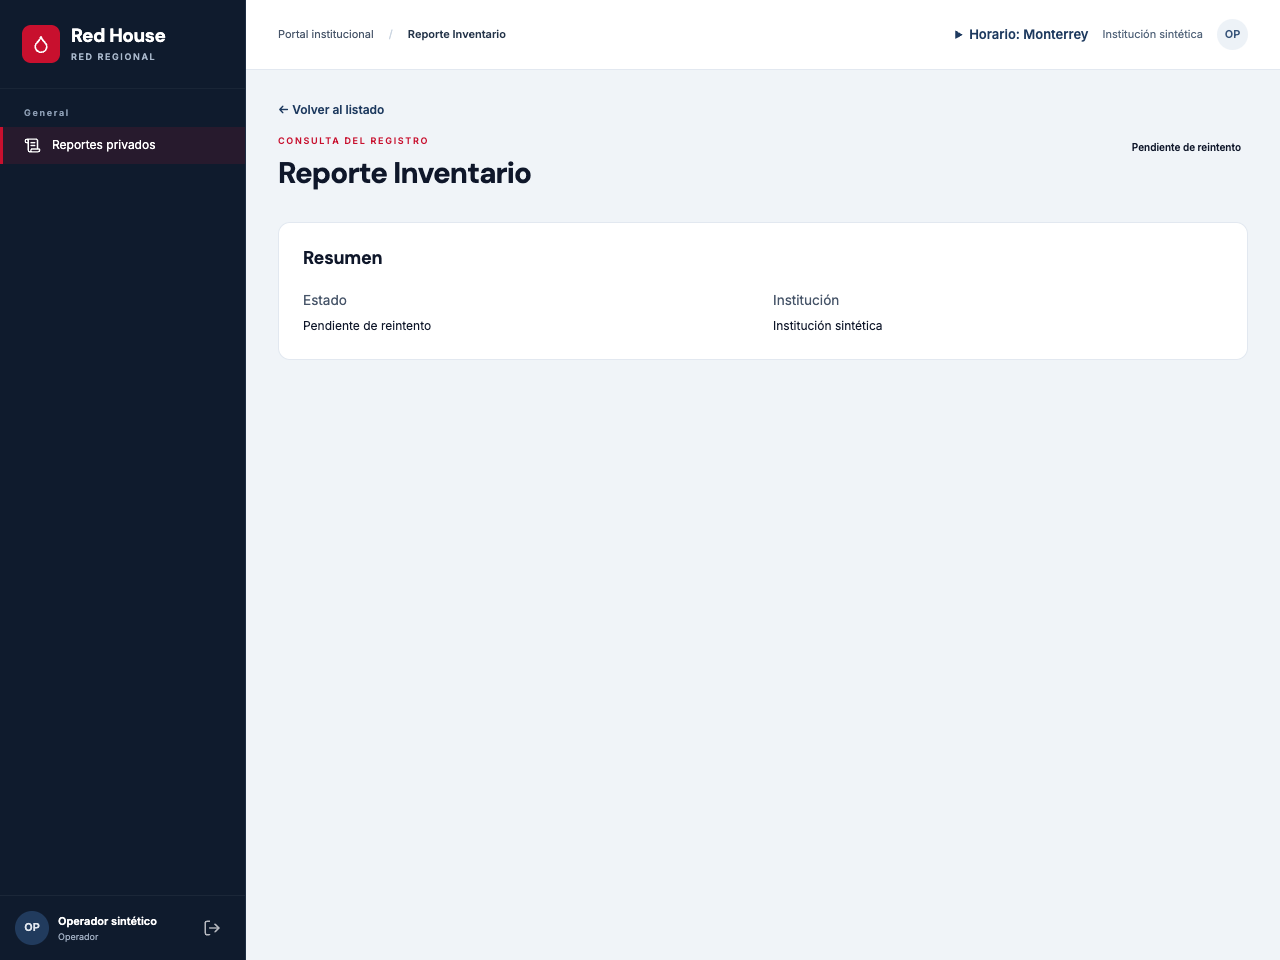 Red House
RED REGIONAL
General
Reportes privados
Operador sintético
Operador
OP
Portal institucional / Reporte Inventario
▶ Horario: Monterrey Institución sintética OP
← Volver al listado
CONSULTA DEL REGISTRO
Reporte Inventario
Pendiente de reintento
Resumen
Estado
Pendiente de reintento
Institución
Institución sintética